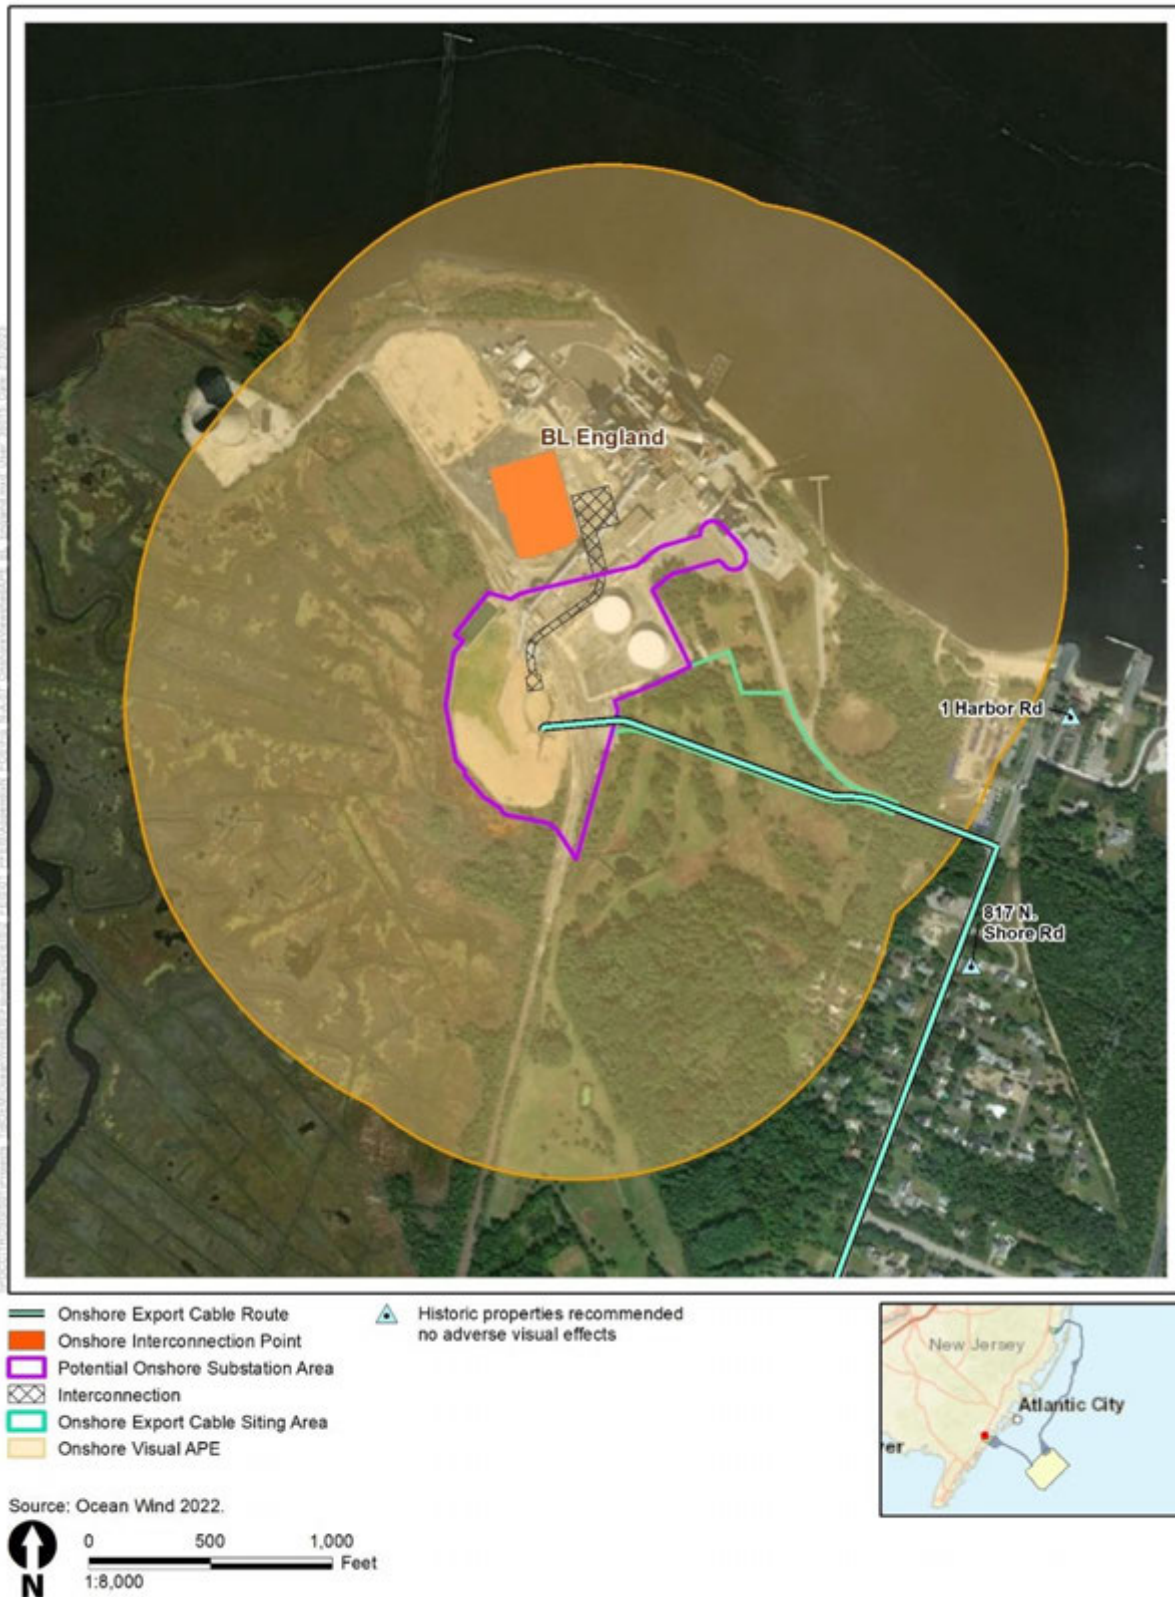 BL England
1 Harbor Rd
817 N.
Shore Rd
Onshore Export Cable Route
Onshore Interconnection Point
Potential Onshore Substation Area
Interconnection
Onshore Export Cable Siting Area
Onshore Visual APE
Historic properties recommended
no adverse visual effects
New Jersey
Atlantic City
ver
Source: Ocean Wind 2022.
0 500 1,000
Feet
1:8,000
N